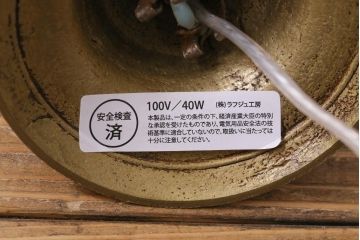 安全検査
済
100V／40W (株)ラフジュ工房
本製品は、一定の条件の下、経済産業大臣の特別
な承認を受けたものであり、電気用品安全法の技
術基準に適合していないので、取扱いに当たっては
十分に注意してください。